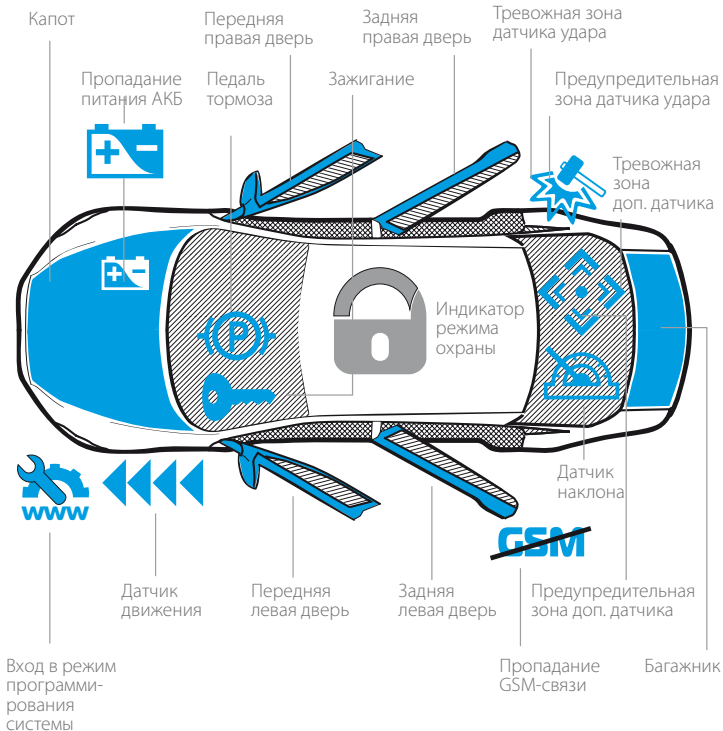 Капот
Передняя
правая дверь
Задняя
правая дверь
Тревожная зона
датчика удара
Пропадание
питания АКБ
Педаль
тормоза
Зажигание
Предупредительная
зона датчика удара
Тревожная
зона
доп. датчика
P
Индикатор
режима
охраны
Датчик
наклона
www
GSM
Датчик
движения
Передняя
левая дверь
Задняя
левая дверь
Предупредительная
зона доп. датчика
Вход в режим
программи-
рования
системы
Пропадание
GSM-связи
Багажник